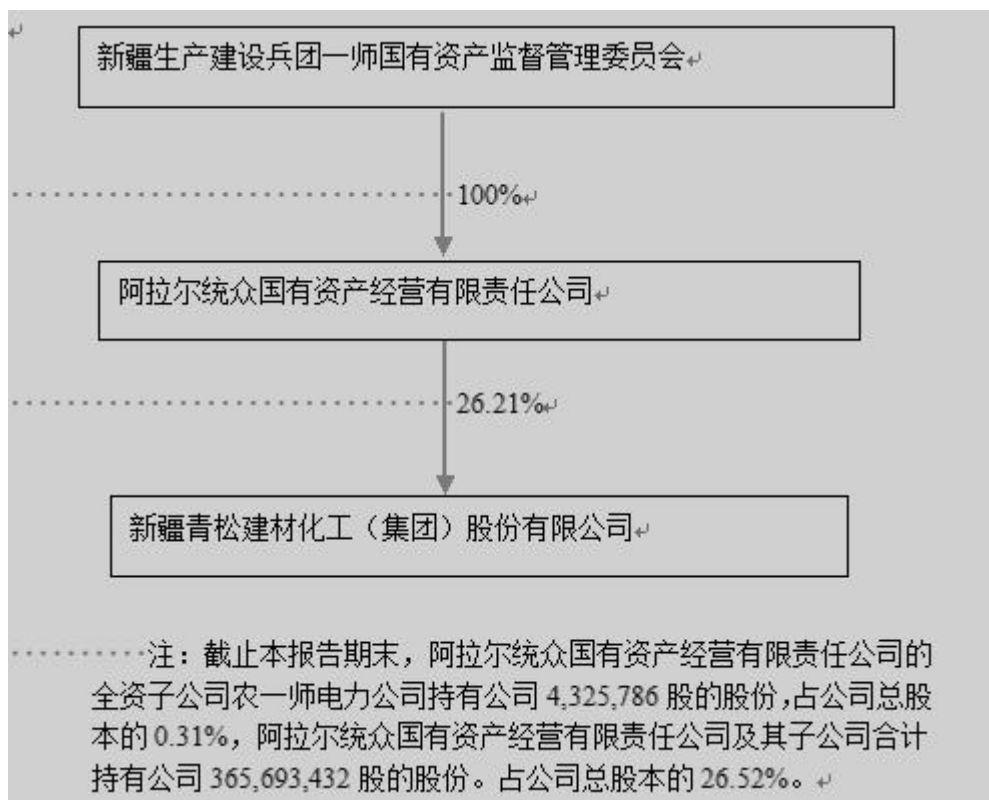 新疆生产建设兵团一师国有资产监督管理委员会
100%
阿拉尔统众国有资产经营有限责任公司
26.21%
新疆青松建材化工（集团）股份有限公司
注：截止本报告期末，阿拉尔统众国有资产经营有限责任公司的
全资子公司农一师电力公司持有公司 4,325,786 股的股份，占公司总股
本的 0.31%，阿拉尔统众国有资产经营有限责任公司及其子公司合计
持有公司 365,693,432 股的股份。占公司总股本的 26.52%。